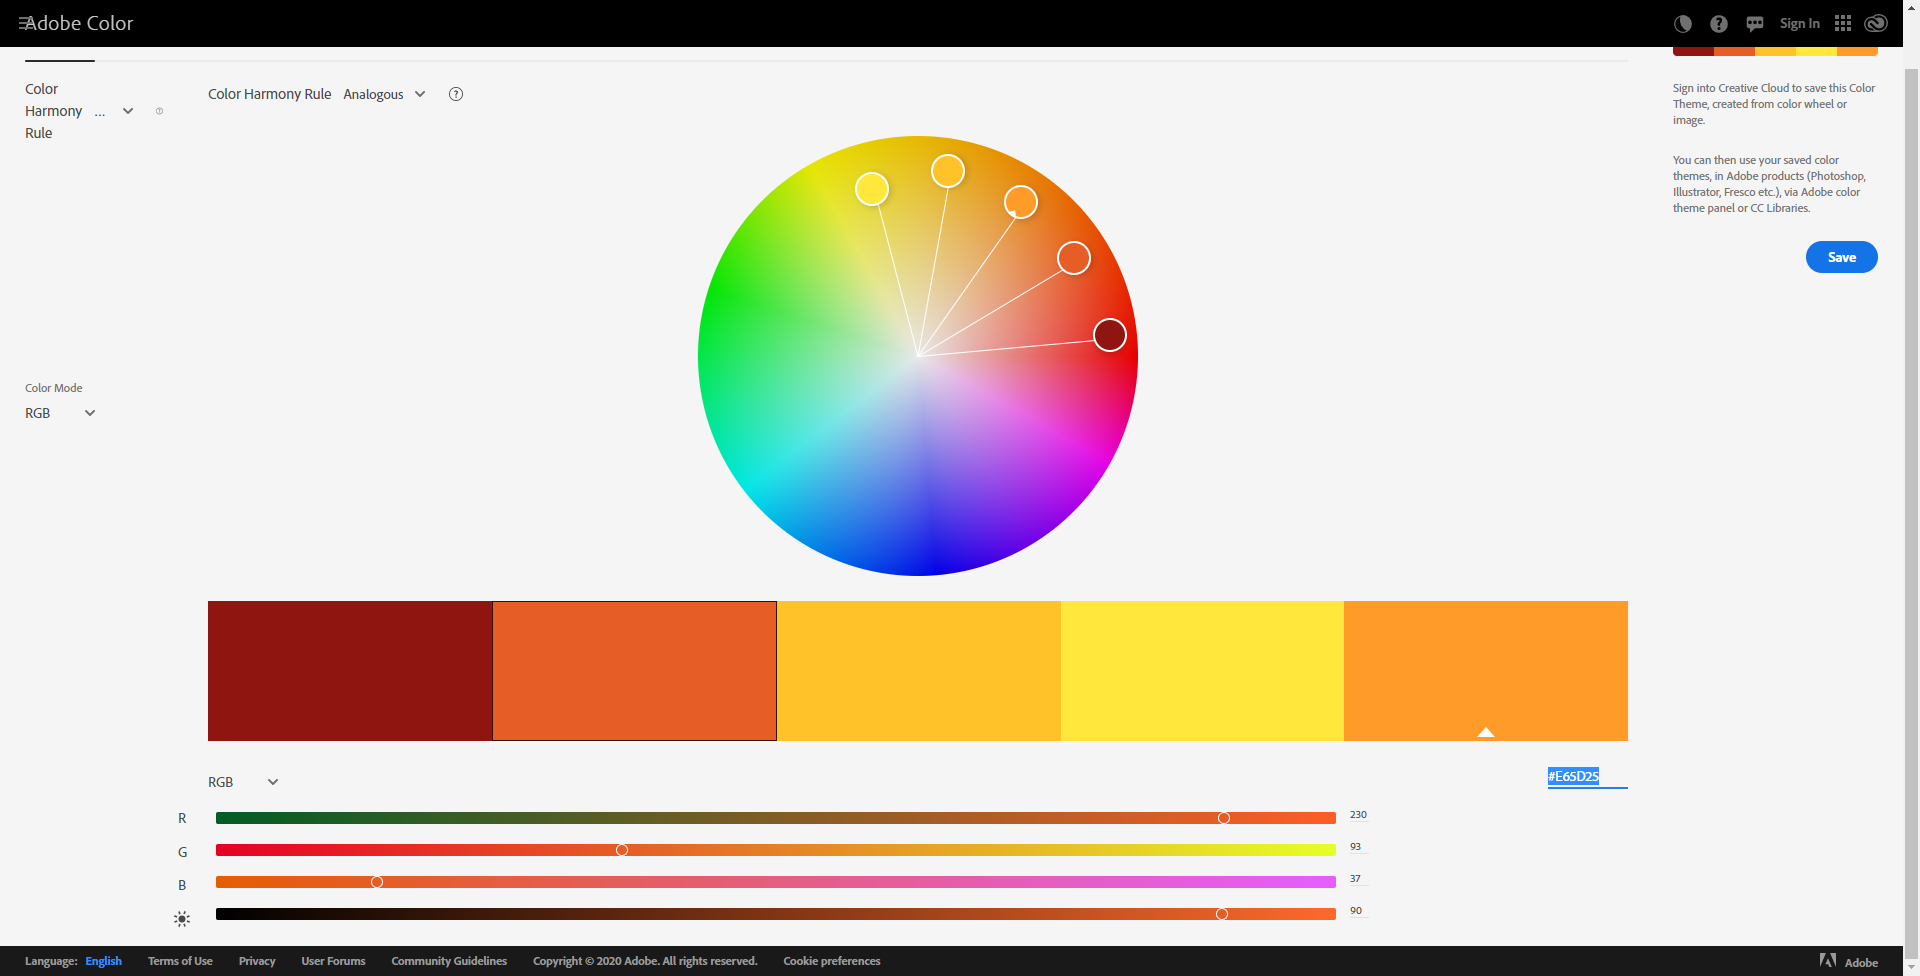 Adobe Color
Sign In
Color
Harmony ...
Rule
Color Harmony Rule Analogous
Sign into Creative Cloud to save this Color
Theme, created from color wheel or
image.
You can then use your saved color
themes, in Adobe products (Photoshop,
Illustrator, Fresco etc.), via Adobe color
theme panel or CC Libraries.
Save
Color Mode
RGB
RGB
#E65D25
R 230
G 93
B 37
90
Language: English Terms of Use Privacy User Forums Community Guidelines Copyright © 2020 Adobe. All rights reserved. Cookie preferences Adobe